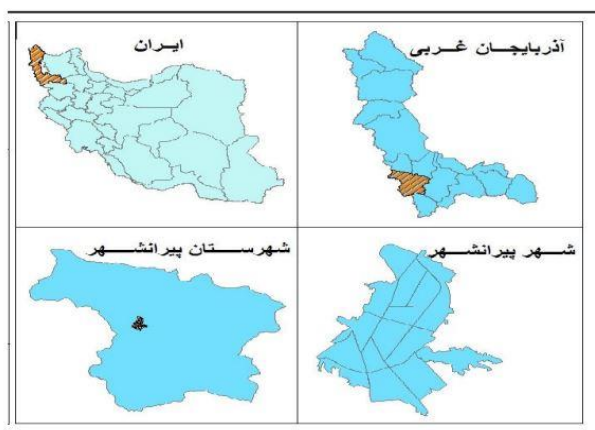 ایران
آذربایجان غربی
شهرستان پیرانشهر
شهر پیرانشهر